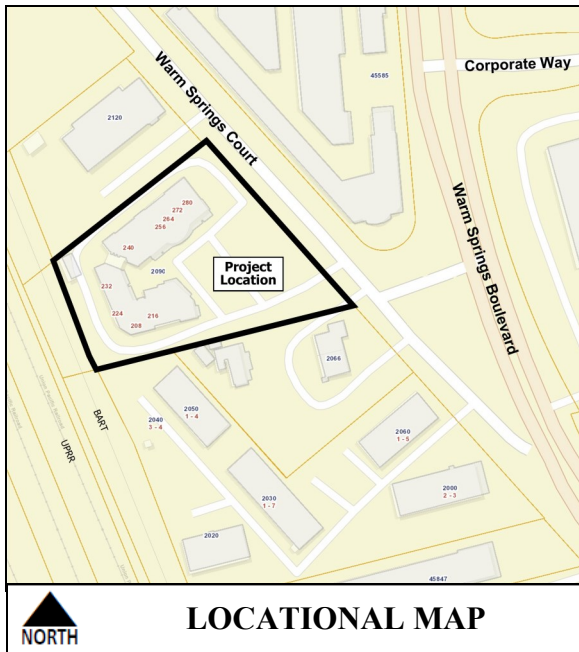 45585
Corporate Way
Warm Springs Court
2120
280
272
264
256
240
2090
Project
Location
Warm Springs Boulevard
232
224
216
208
2066
BART
UPRR
2050
1 - 4
2040
3 - 4
2060
1 - 5
2030
1 - 7
2000
2 - 3
2020
45847
NORTH
LOCATIONAL MAP